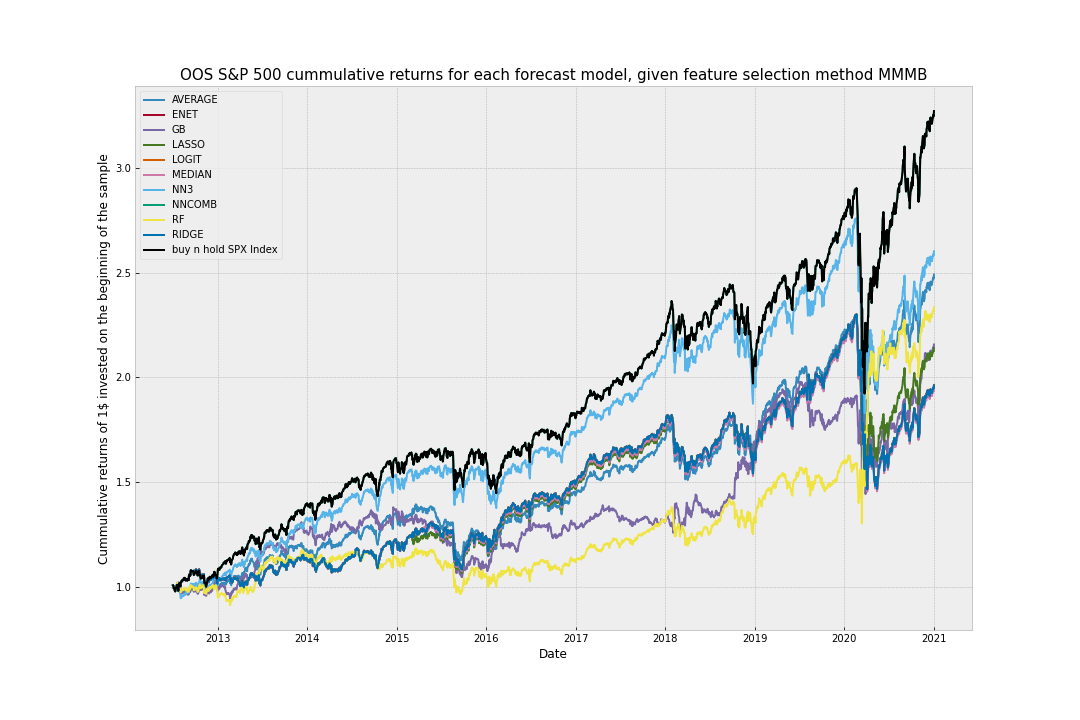 OOS S&P 500 cummulative returns for each forecast model, given feature selection method MMMB
AVERAGE
ENET
GB
LASSO
LOGIT
MEDIAN
NN3
NNCOMB
RF
RIDGE
buy n hold SPX Index
Cummulative returns of 1$ invested on the beginning of the sample
3.0
2.5
2.0
1.5
1.0
2013 2014 2015 2016 2017 2018 2019 2020 2021
Date